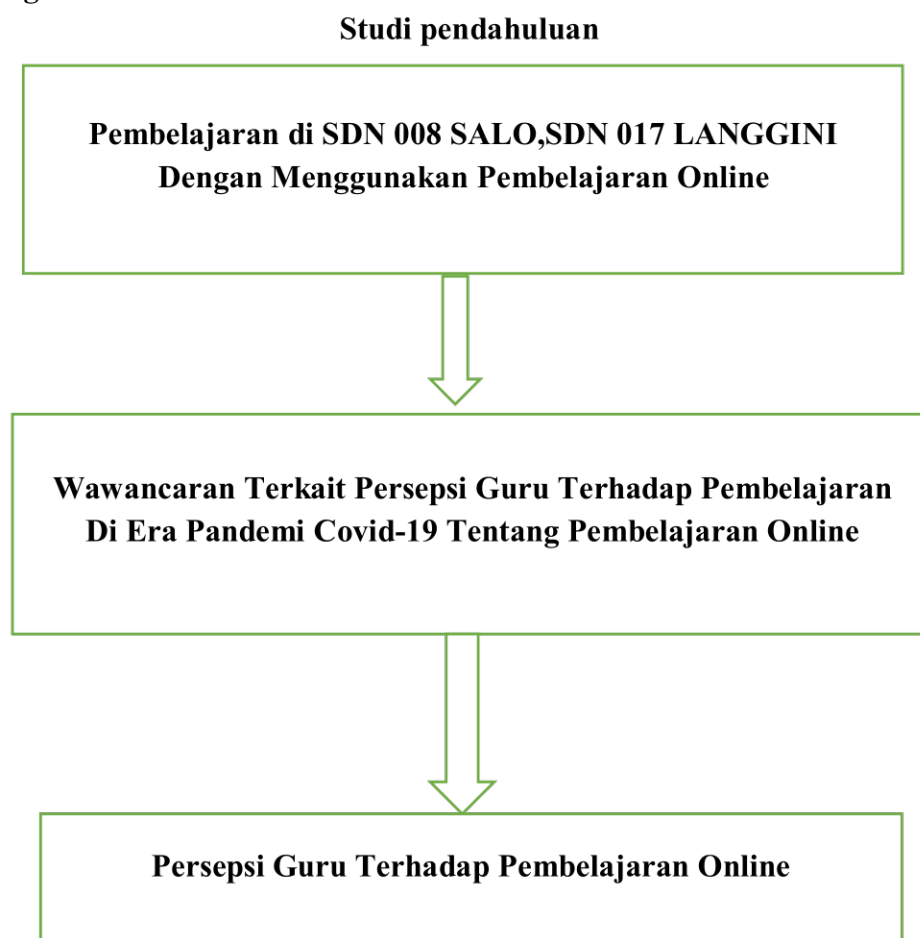 Studi pendahuluan
Pembelajaran di SDN 008 SALO,SDN 017 LANGGINI
Dengan Menggunakan Pembelajaran Online
Wawancaran Terkait Persepsi Guru Terhadap Pembelajaran
Di Era Pandemi Covid-19 Tentang Pembelajaran Online
Persepsi Guru Terhadap Pembelajaran Online